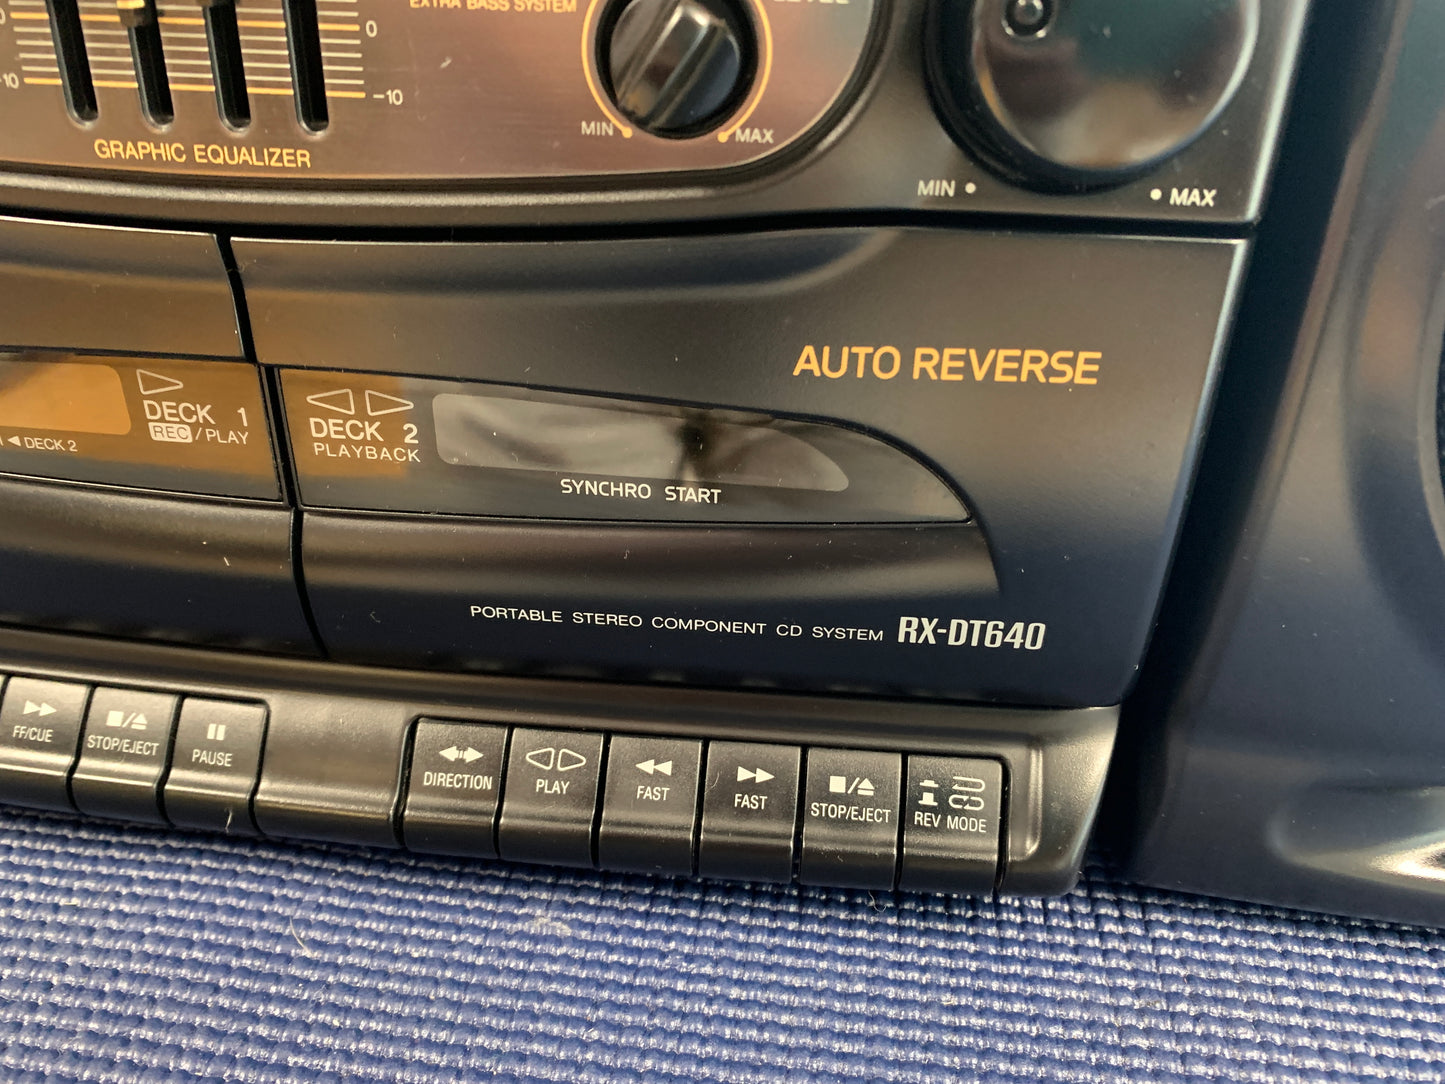 EXTRA BASS SYSTEM
LEVEL
0
0
-10
-10
GRAPHIC EQUALIZER
MIN
MAX
MIN
MAX
AUTO REVERSE
DECK 1
REC/PLAY
◀ DECK 2
DECK 2
PLAYBACK
SYNCHRO START
PORTABLE STEREO COMPONENT CD SYSTEM RX-DT640
FF/CUE
STOP/EJECT
PAUSE
DIRECTION
PLAY
FAST
FAST
STOP/EJECT
REV MODE